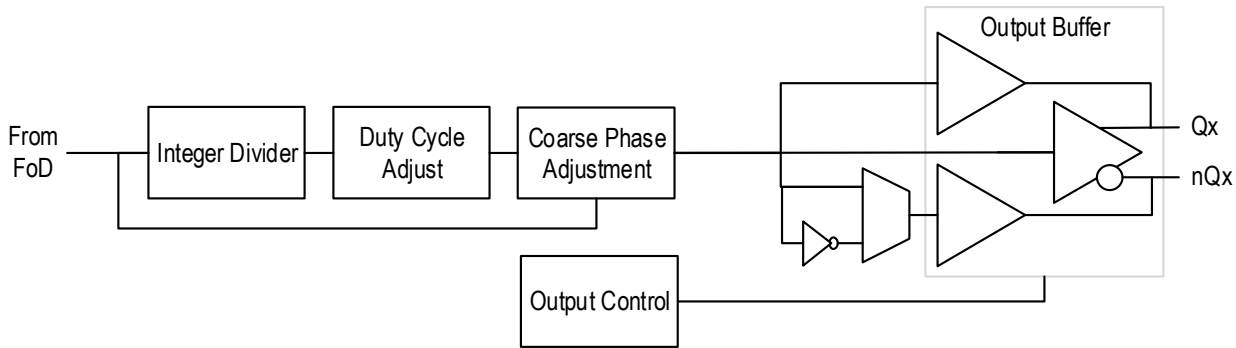 Output Buffer
From
FoD
Integer Divider
Duty Cycle
Adjust
Coarse Phase
Adjustment
Qx
nQx
Output Control